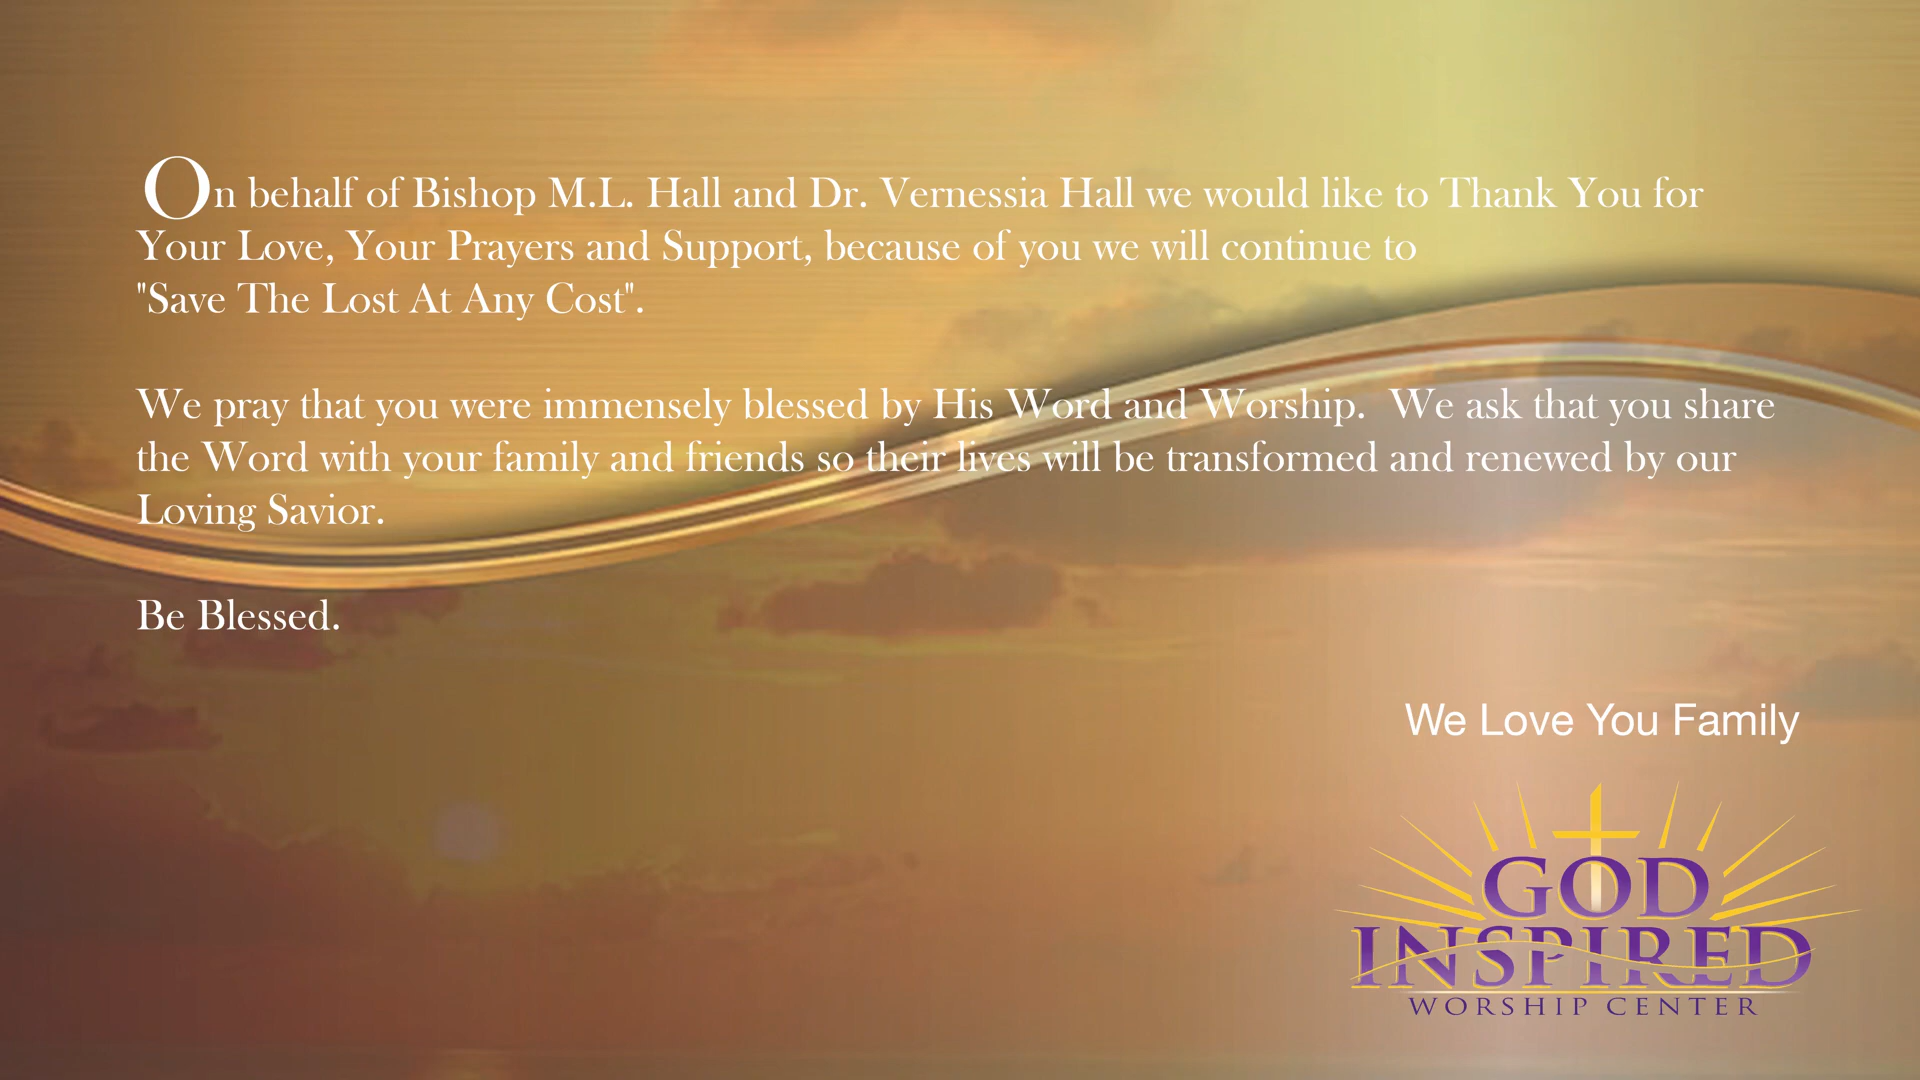 On behalf of Bishop M.L. Hall and Dr. Vernessia Hall we would like to Thank You for
Your Love, Your Prayers and Support, because of you we will continue to
"Save The Lost At Any Cost".
We pray that you were immensely blessed by His Word and Worship.  We ask that you share
the Word with your family and friends so their lives will be transformed and renewed by our
Loving Savior.
Be Blessed.
We Love You Family
GOD
INSPIRED
WORSHIP CENTER